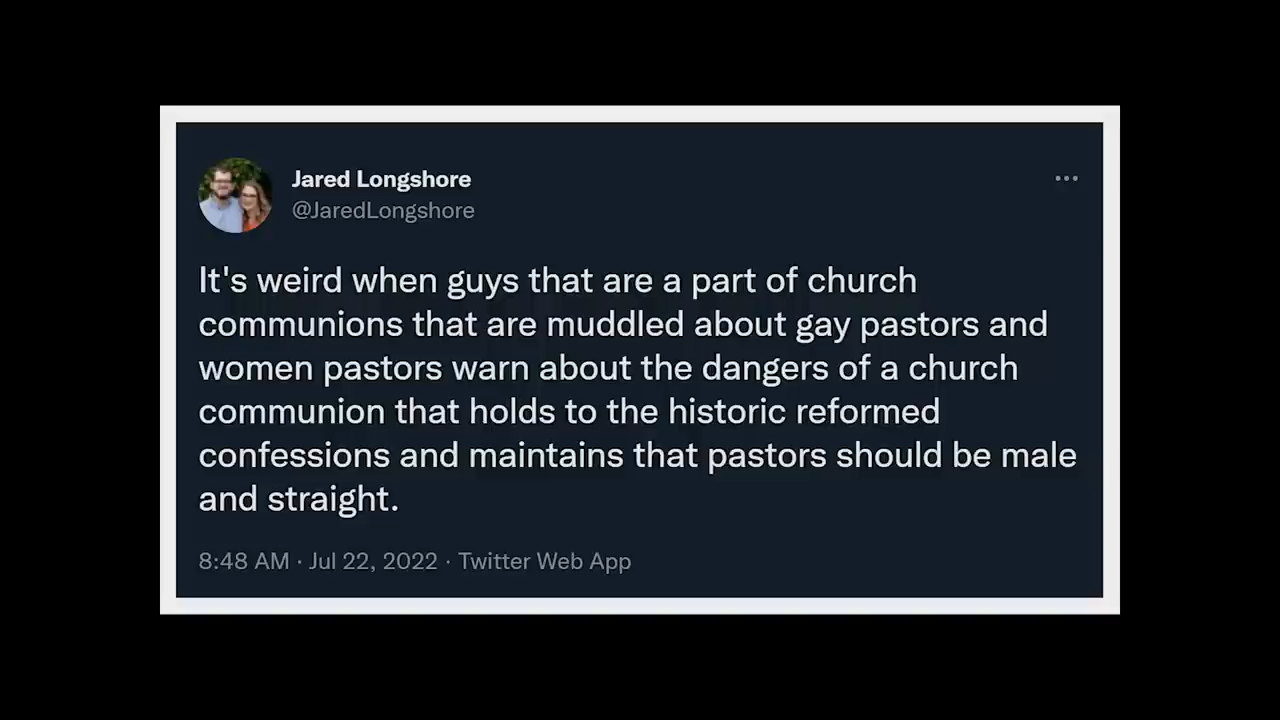 Jared Longshore
@JaredLongshore
It's weird when guys that are a part of church
communions that are muddled about gay pastors and
women pastors warn about the dangers of a church
communion that holds to the historic reformed
confessions and maintains that pastors should be male
and straight.
8:48 AM · Jul 22, 2022 · Twitter Web App